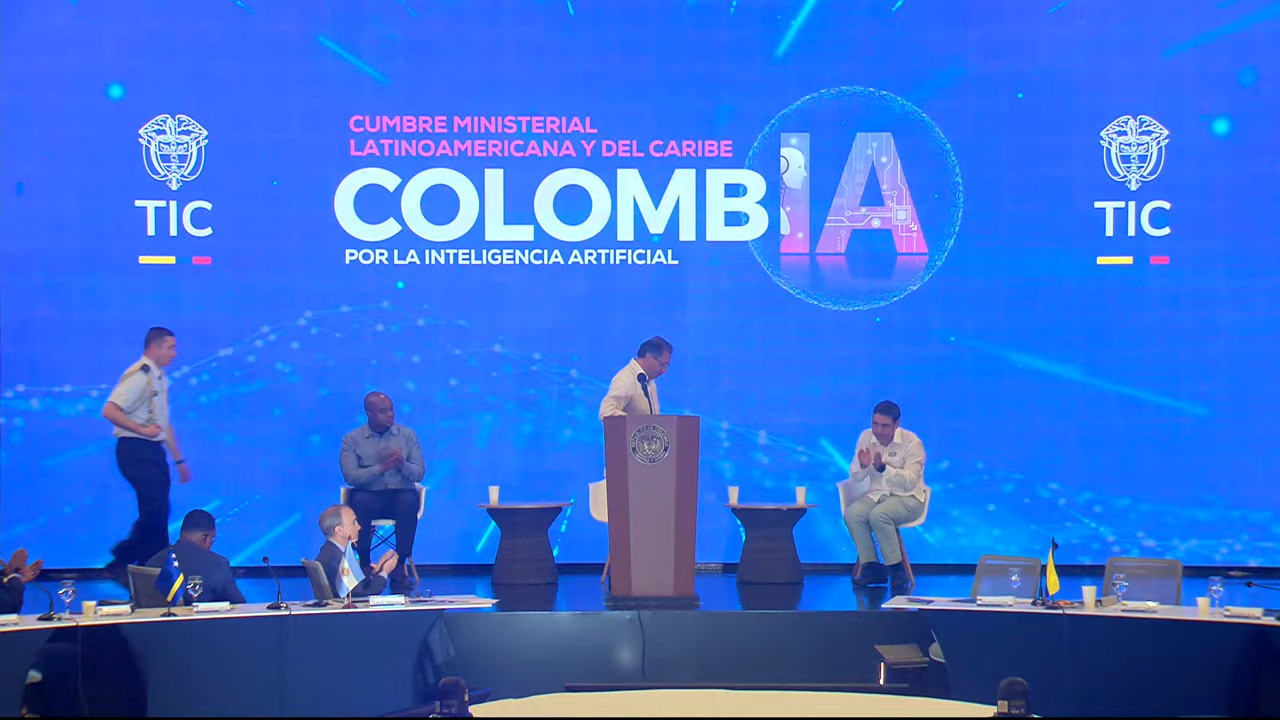 CUMBRE MINISTERIAL
LATINOAMERICANA Y DEL CARIBE
COLOMBIA
POR LA INTELIGENCIA ARTIFICIAL
TIC
TIC